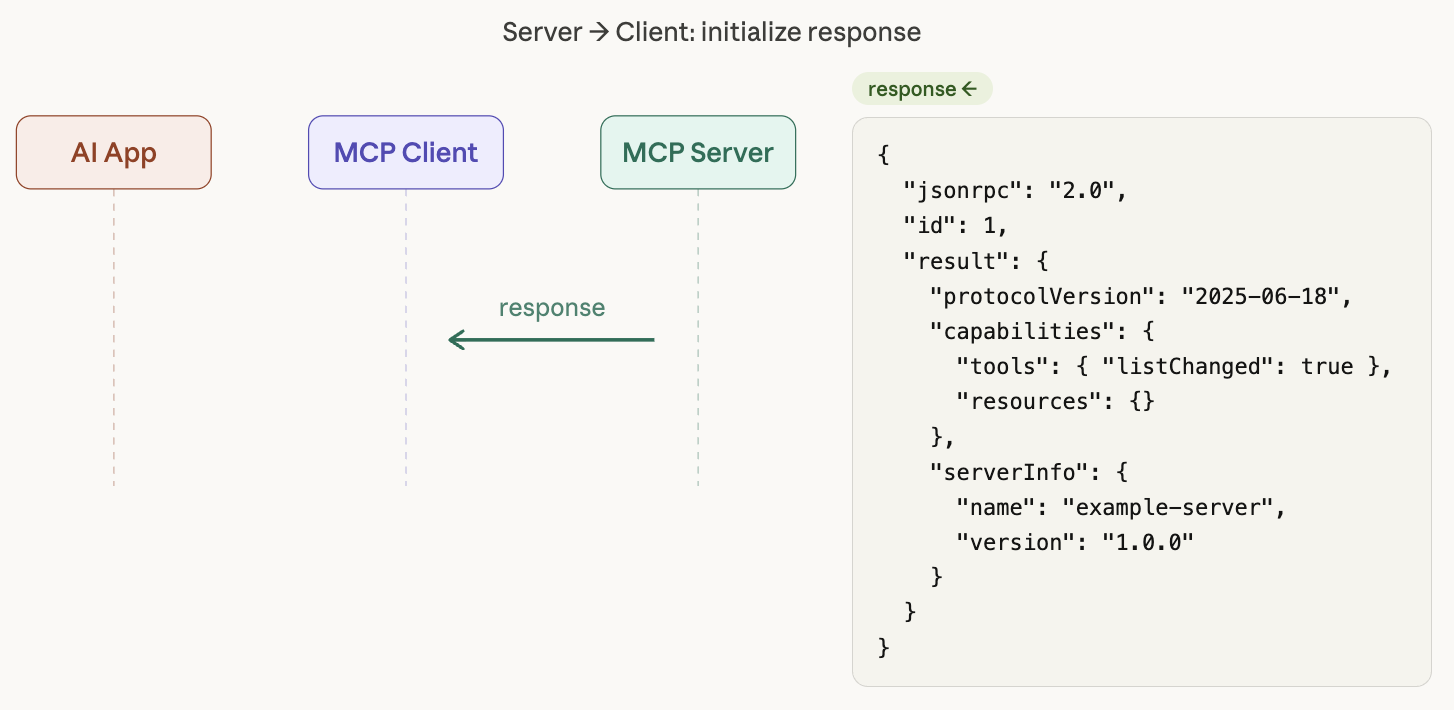 Server → Client: initialize response
response ←
AI App
MCP Client
MCP Server
response
{
  "jsonrpc": "2.0",
  "id": 1,
  "result": {
    "protocolVersion": "2025-06-18",
    "capabilities": {
      "tools": { "listChanged": true },
      "resources": {}
    },
    "serverInfo": {
      "name": "example-server",
      "version": "1.0.0"
    }
  }
}